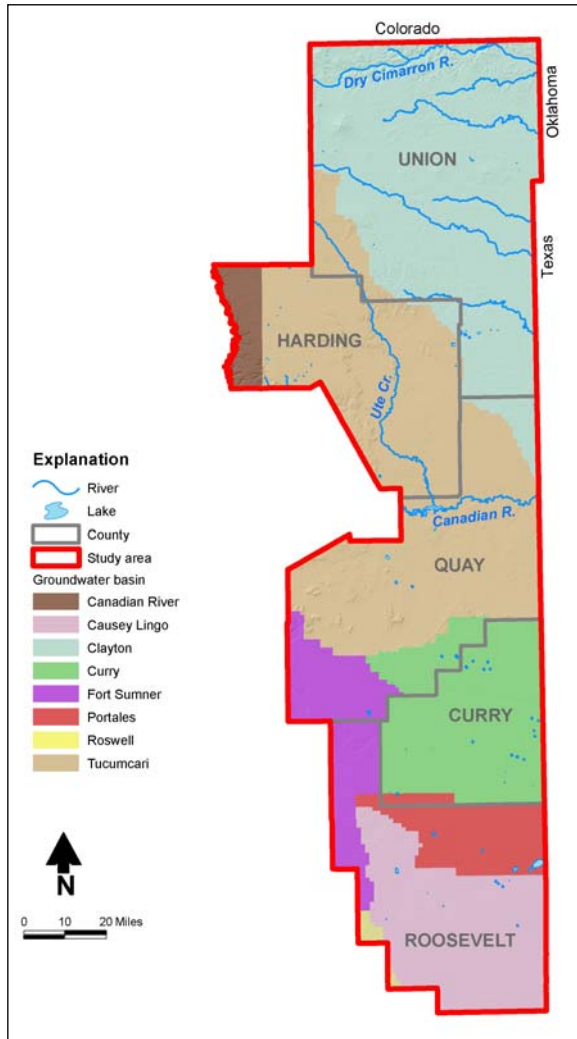 Colorado
Dry Cimarron R.
Oklahoma
UNION
Texas
HARDING
Ute Cr.
Explanation
River
Lake
County
Study area
Groundwater basin
Canadian River
Causey Lingo
Clayton
Curry
Fort Sumner
Portales
Roswell
Tucumcari
Canadian R.
QUAY
CURRY
N
0 10 20 Miles
ROOSEVELT